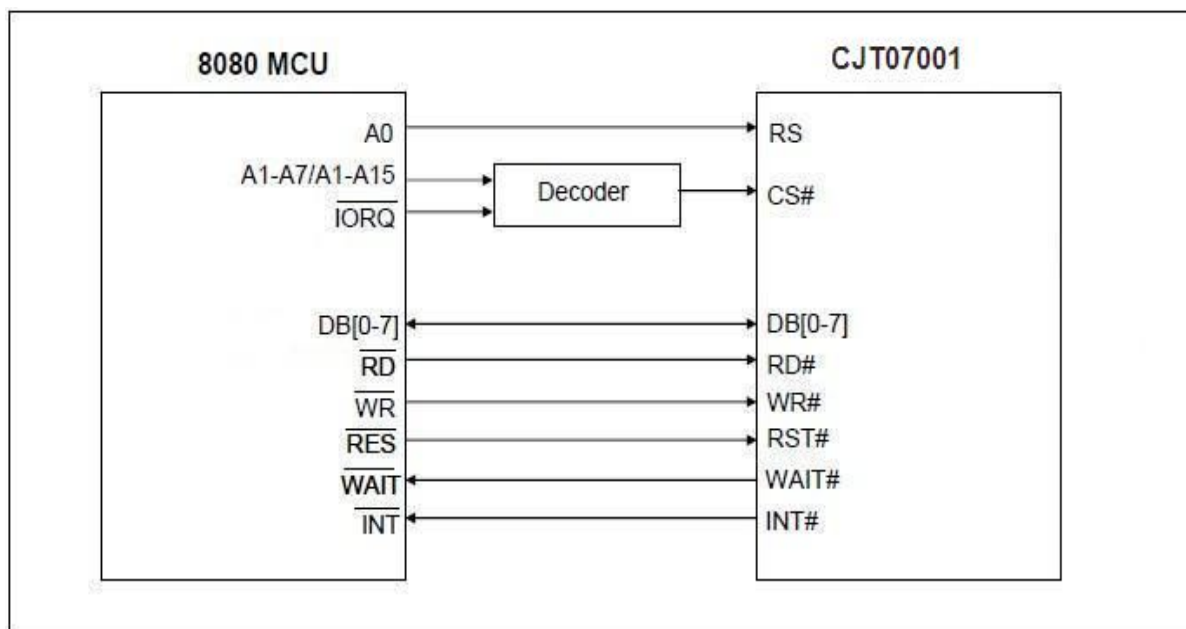 8080 MCU CJT07001
A0 RS
A1-A7/A1-A15 Decoder CS#
IORQ
DB[0-7] DB[0-7]
RD RD#
WR WR#
RES RST#
WAIT WAIT#
INT INT#